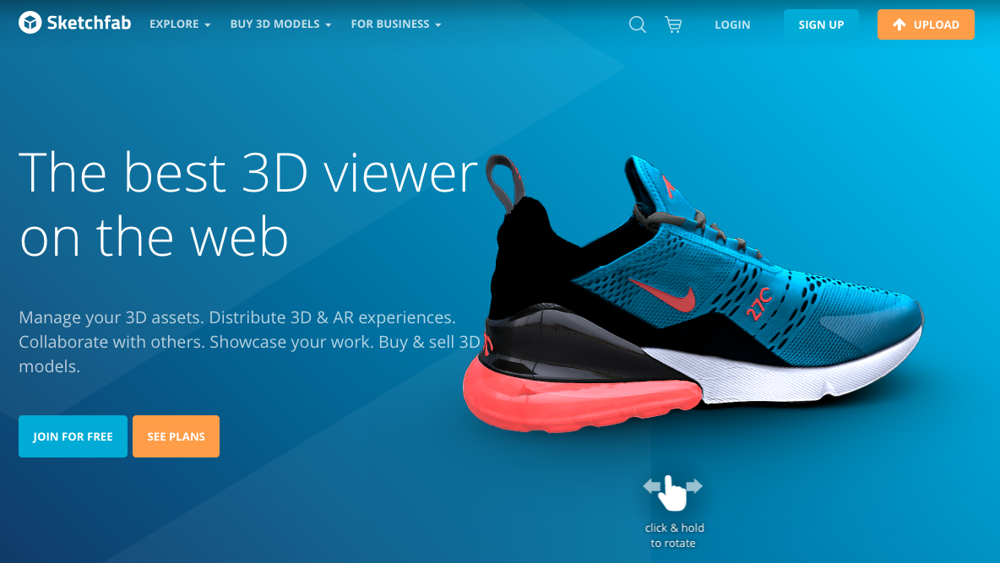 Sketchfab
EXPLORE
BUY 3D MODELS
FOR BUSINESS
LOGIN
SIGN UP
UPLOAD
The best 3D viewer
on the web
27C
Manage your 3D assets. Distribute 3D & AR experiences.
Collaborate with others. Showcase your work. Buy & sell 3D
models.
JOIN FOR FREE
SEE PLANS
click & hold
to rotate